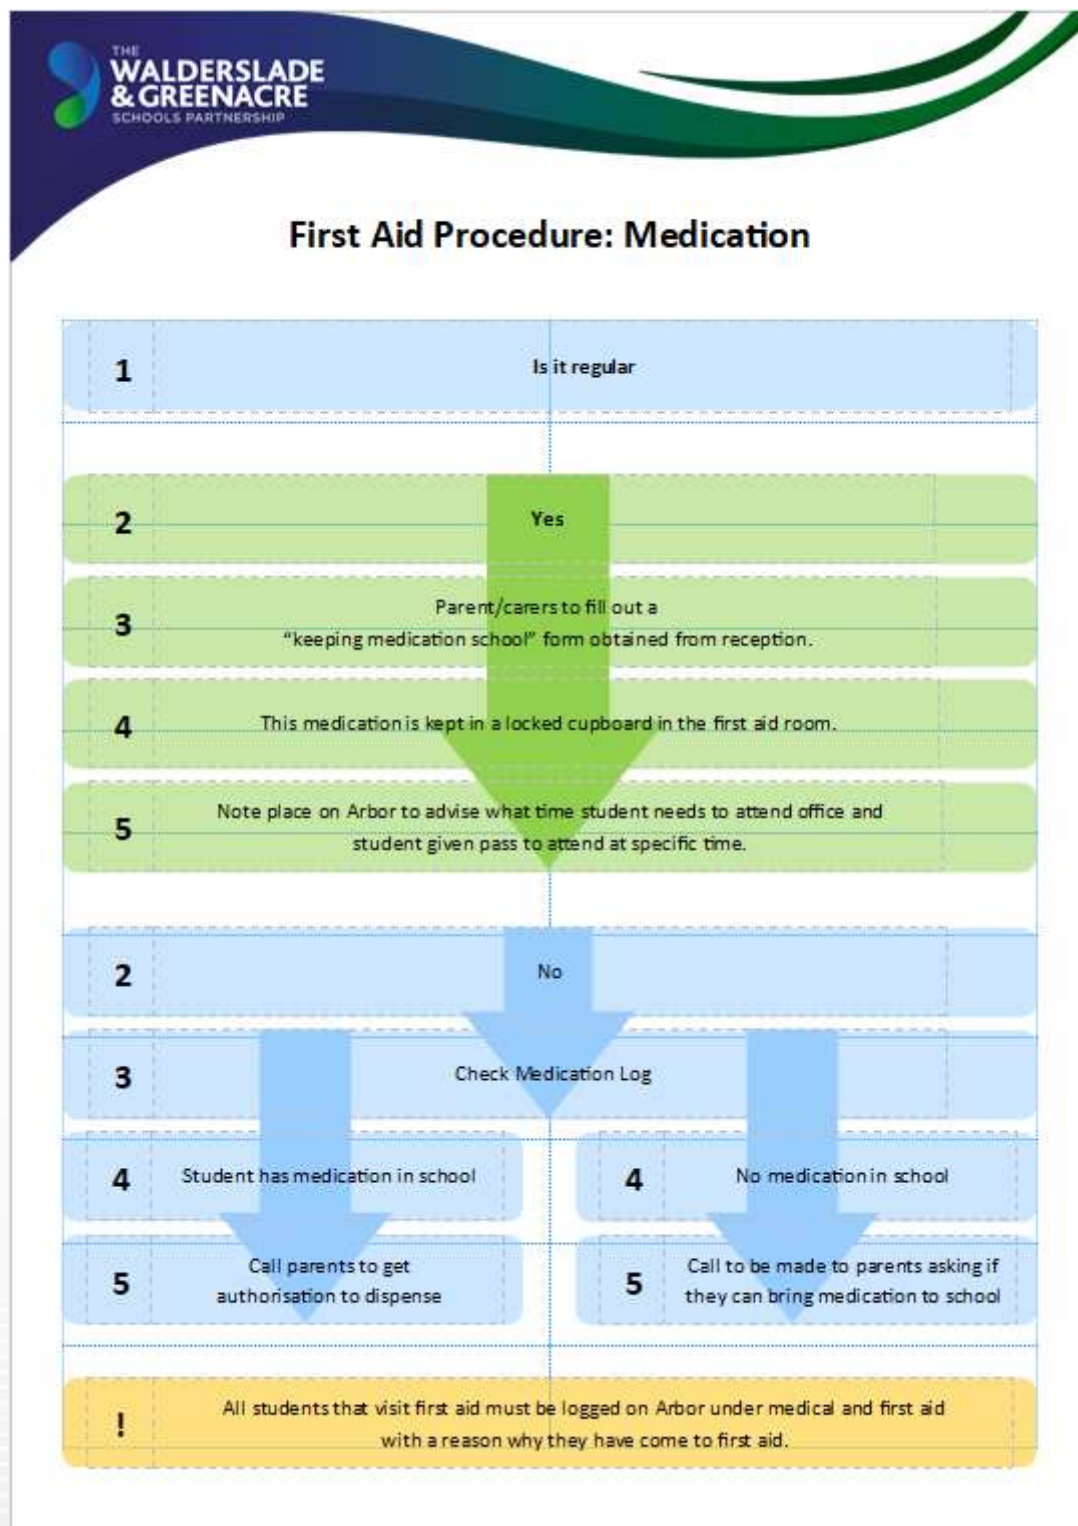 THE
WALDERSLADE
& GREENACRE
SCHOOLS PARTNERSHIP
First Aid Procedure: Medication
1
Is it regular
2
Yes
3
Parent/carers to fill out a
“keeping medication school” form obtained from reception.
4
This medication is kept in a locked cupboard in the first aid room.
5
Note place on Arbor to advise what time student needs to attend office and
student given pass to attend at specific time.
2
No
3
Check Medication Log
4
Student has medication in school
5
Call parents to get
authorisation to dispense
4
No medication in school
5
Call to be made to parents asking if
they can bring medication to school
!
All students that visit first aid must be logged on Arbor under medical and first aid
with a reason why they have come to first aid.